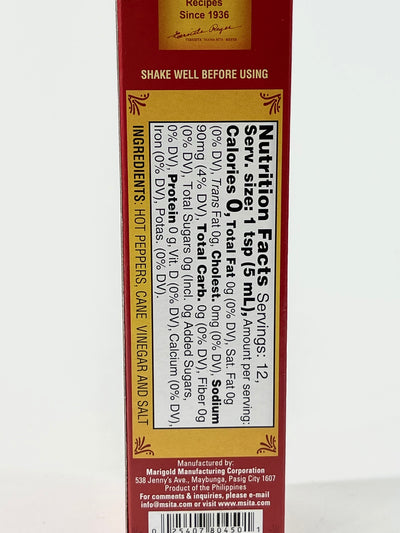 Recipes
Since 1936
SHAKE WELL BEFORE USING
Nutrition Facts Servings: 12,
Serv. size: 1 tsp (5 mL), Amount per serving:
Calories 0, Total Fat 0g (0% DV), Sat. Fat 0g
(0% DV), Trans Fat 0g, Cholest. 0mg (0% DV), Sodium
90mg (4% DV), Total Carb. 0g (0% DV), Fiber 0g
(0% DV), Total Sugars 0g (Incl. 0g Added Sugars,
0% DV), Protein 0 g, Vit. D (0% DV), Calcium (0% DV),
Iron (0% DV), Potas. (0% DV).
INGREDIENTS: HOT PEPPERS, CANE VINEGAR AND SALT
Manufactured by:
Marigold Manufacturing Corporation
538 Jenny's Ave., Maybunga, Pasig City 1607
Product of the Philippines
For comments & inquiries, please e-mail
info@msita.com or visit www.msita.com
0 25407 80450 1